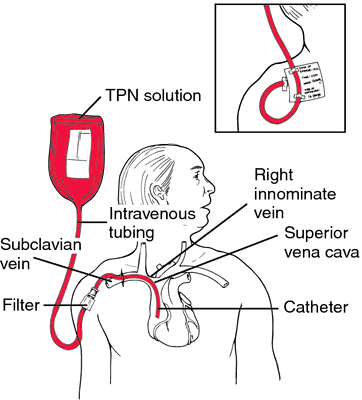 TPN solution
Intravenous
tubing
Subclavian
vein
Filter
Right
innominate
vein
Superior
vena cava
Catheter